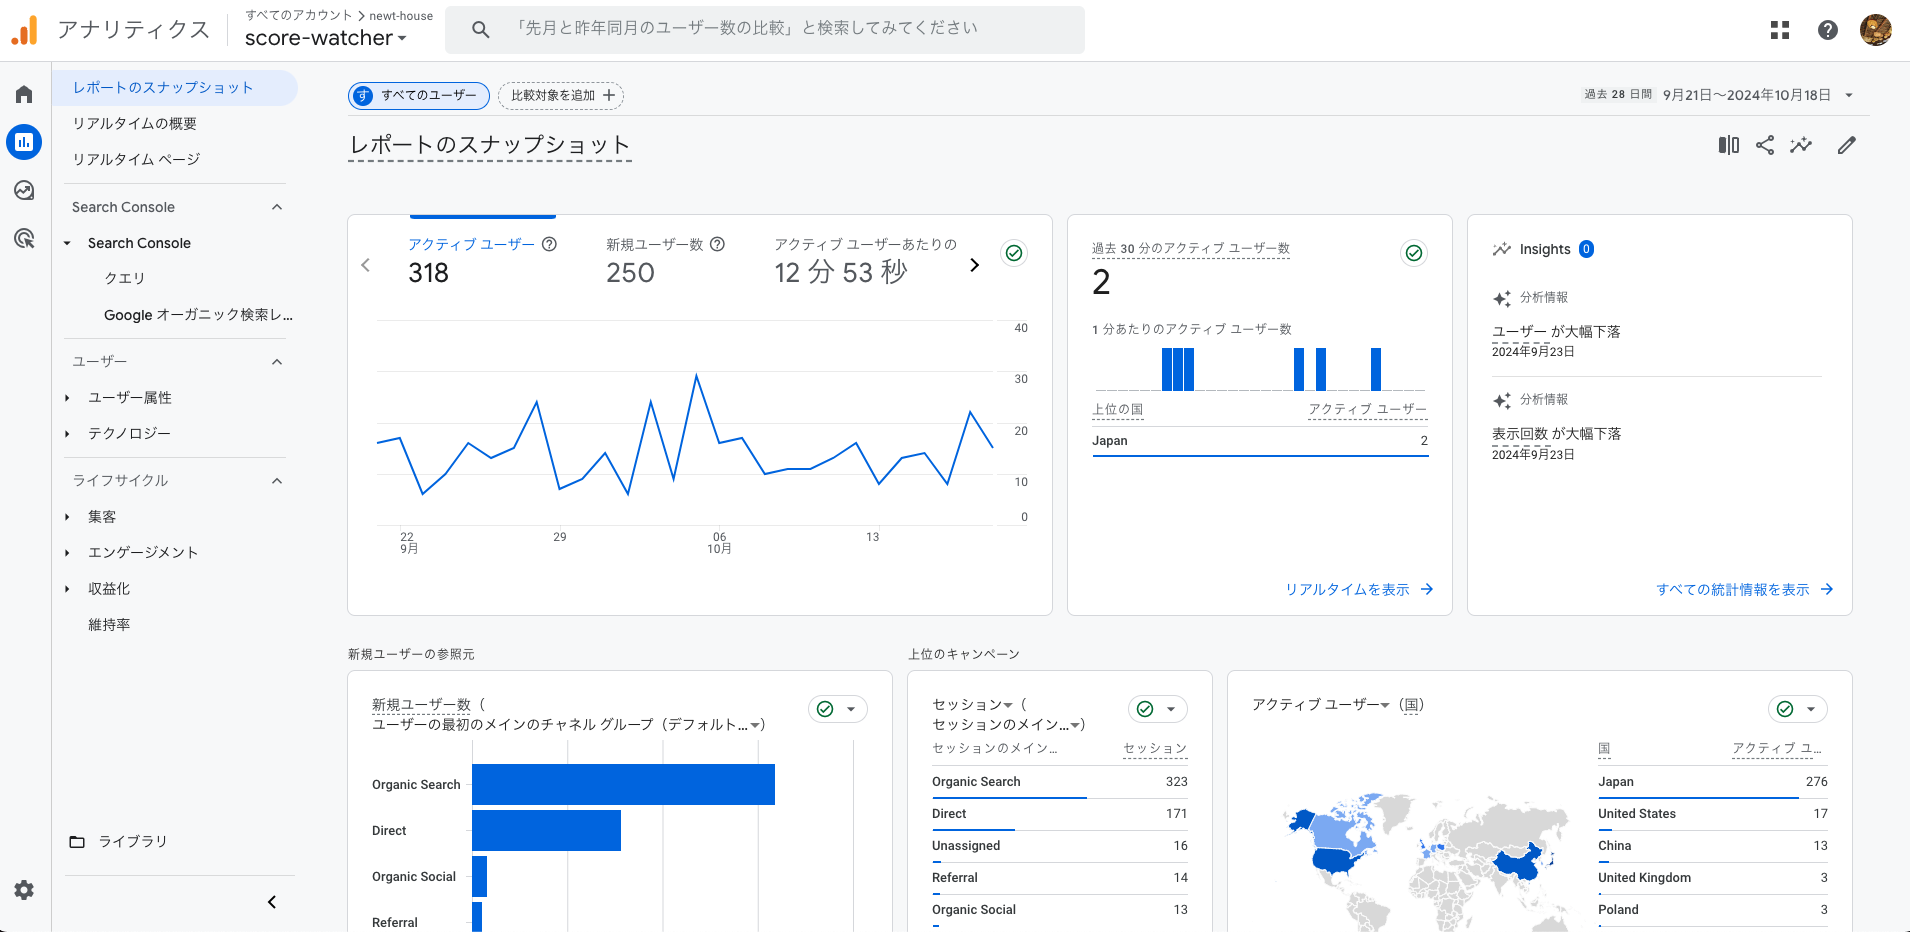 アナリティクス
すべてのアカウント > newt-house
score-watcher
「先月と昨年同月のユーザー数の比較」と検索してみてください
レポートのスナップショット
リアルタイムの概要
リアルタイム ページ
Search Console
Search Console
クエリ
Google オーガニック検索レ...
ユーザー
ユーザー属性
テクノロジー
ライフサイクル
集客
エンゲージメント
収益化
維持率
ライブラリ
す すべてのユーザー
比較対象を追加
過去 28 日間 9月21日～2024年10月18日
レポートのスナップショット
アクティブ ユーザー
318
新規ユーザー数
250
アクティブ ユーザーあたりの
12 分 53 秒
40
30
20
10
0
22
9月
29
06
10月
13
過去 30 分のアクティブ ユーザー数
2
1 分あたりのアクティブ ユーザー数
上位の国 アクティブ ユーザー
Japan 2
リアルタイムを表示
Insights 0
分析情報
ユーザー が大幅下落
2024年9月23日
分析情報
表示回数 が大幅下落
2024年9月23日
すべての統計情報を表示
新規ユーザーの参照元
新規ユーザー数（
ユーザーの最初のメインのチャネル グループ（デフォルト...）
Organic Search
Direct
Organic Social
Referral
上位のキャンペーン
セッション（
セッションのメイン...）
セッションのメイン... セッション
Organic Search 323
Direct 171
Unassigned 16
Referral 14
Organic Social 13
アクティブ ユーザー（国）
国 アクティブ ユ...
Japan 276
United States 17
China 13
United Kingdom 3
Poland 3